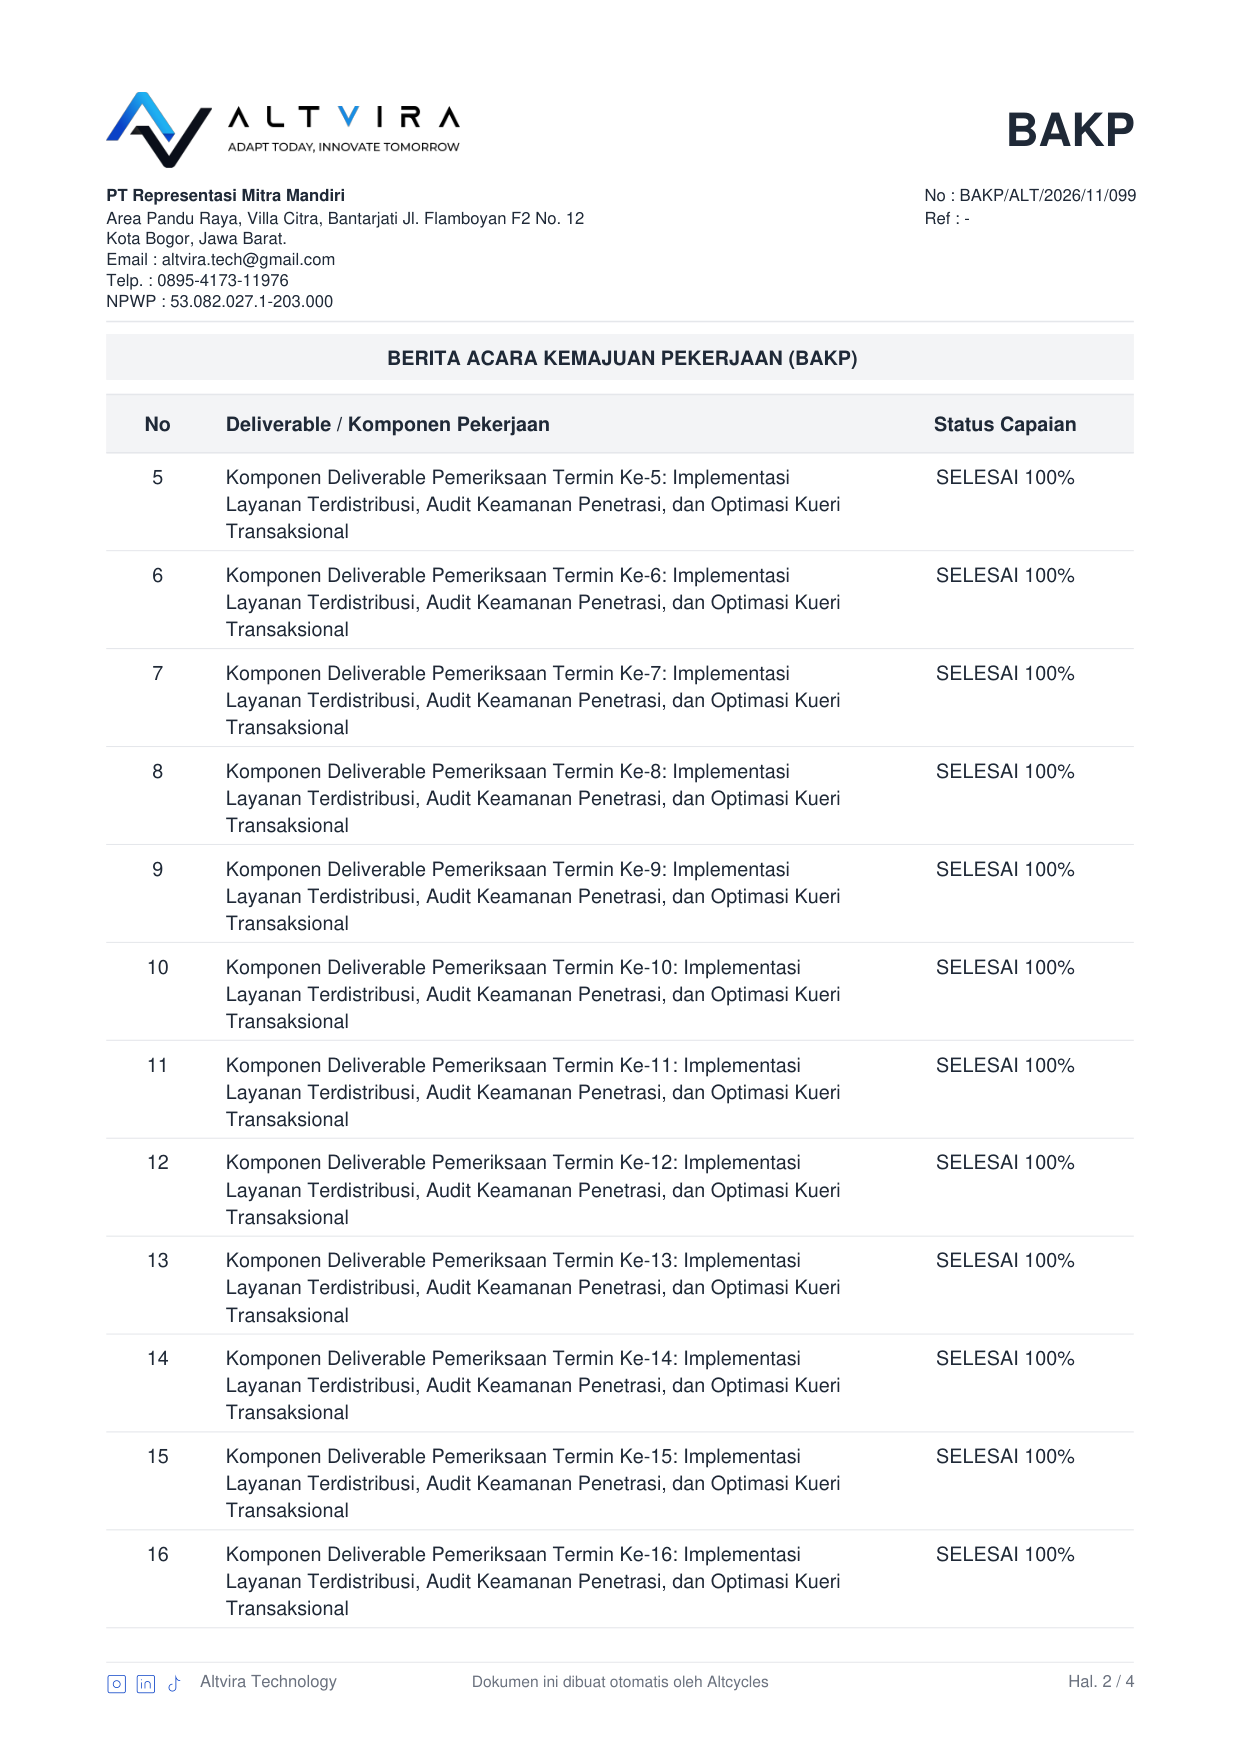 ALTVIRA
ADAPT TODAY, INNOVATE TOMORROW
BAKP
PT Representasi Mitra Mandiri
Area Pandu Raya, Villa Citra, Bantarjati Jl. Flamboyan F2 No. 12
Kota Bogor, Jawa Barat.
Email : altvira.tech@gmail.com
Telp. : 0895-4173-11976
NPWP : 53.082.027.1-203.000
No : BAKP/ALT/2026/11/099
Ref : -
BERITA ACARA KEMAJUAN PEKERJAAN (BAKP)
No Deliverable / Komponen Pekerjaan Status Capaian
5 Komponen Deliverable Pemeriksaan Termin Ke-5: Implementasi SELESAI 100%
Layanan Terdistribusi, Audit Keamanan Penetrasi, dan Optimasi Kueri
Transaksional
6 Komponen Deliverable Pemeriksaan Termin Ke-6: Implementasi SELESAI 100%
Layanan Terdistribusi, Audit Keamanan Penetrasi, dan Optimasi Kueri
Transaksional
7 Komponen Deliverable Pemeriksaan Termin Ke-7: Implementasi SELESAI 100%
Layanan Terdistribusi, Audit Keamanan Penetrasi, dan Optimasi Kueri
Transaksional
8 Komponen Deliverable Pemeriksaan Termin Ke-8: Implementasi SELESAI 100%
Layanan Terdistribusi, Audit Keamanan Penetrasi, dan Optimasi Kueri
Transaksional
9 Komponen Deliverable Pemeriksaan Termin Ke-9: Implementasi SELESAI 100%
Layanan Terdistribusi, Audit Keamanan Penetrasi, dan Optimasi Kueri
Transaksional
10 Komponen Deliverable Pemeriksaan Termin Ke-10: Implementasi SELESAI 100%
Layanan Terdistribusi, Audit Keamanan Penetrasi, dan Optimasi Kueri
Transaksional
11 Komponen Deliverable Pemeriksaan Termin Ke-11: Implementasi SELESAI 100%
Layanan Terdistribusi, Audit Keamanan Penetrasi, dan Optimasi Kueri
Transaksional
12 Komponen Deliverable Pemeriksaan Termin Ke-12: Implementasi SELESAI 100%
Layanan Terdistribusi, Audit Keamanan Penetrasi, dan Optimasi Kueri
Transaksional
13 Komponen Deliverable Pemeriksaan Termin Ke-13: Implementasi SELESAI 100%
Layanan Terdistribusi, Audit Keamanan Penetrasi, dan Optimasi Kueri
Transaksional
14 Komponen Deliverable Pemeriksaan Termin Ke-14: Implementasi SELESAI 100%
Layanan Terdistribusi, Audit Keamanan Penetrasi, dan Optimasi Kueri
Transaksional
15 Komponen Deliverable Pemeriksaan Termin Ke-15: Implementasi SELESAI 100%
Layanan Terdistribusi, Audit Keamanan Penetrasi, dan Optimasi Kueri
Transaksional
16 Komponen Deliverable Pemeriksaan Termin Ke-16: Implementasi SELESAI 100%
Layanan Terdistribusi, Audit Keamanan Penetrasi, dan Optimasi Kueri
Transaksional
Altvira Technology Dokumen ini dibuat otomatis oleh Altcycles Hal. 2 / 4